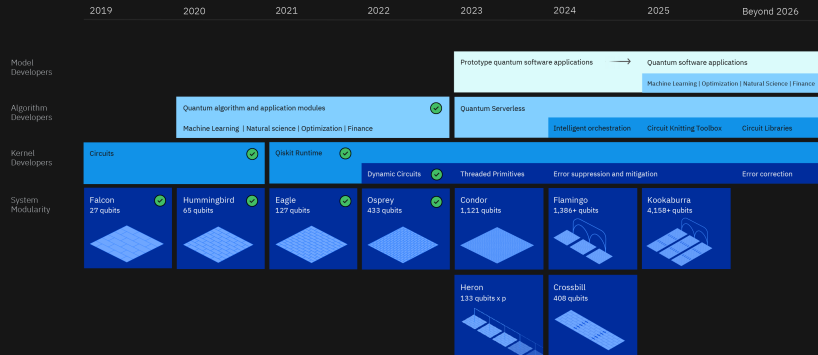 2019 2020 2021 2022 2023 2024 2025 Beyond 2026
Model
Developers
Prototype quantum software applications → Quantum software applications
Machine Learning | Optimization | Natural Science | Finance
Algorithm
Developers
Quantum algorithm and application modules
Machine Learning | Natural science | Optimization | Finance
Quantum Serverless
Intelligent orchestration Circuit Knitting Toolbox Circuit Libraries
Kernel
Developers
Circuits
Qiskit Runtime
Dynamic Circuits Threaded Primitives Error suppression and mitigation Error correction
System
Modularity
Falcon
27 qubits
Hummingbird
65 qubits
Eagle
127 qubits
Osprey
433 qubits
Condor
1,121 qubits
Flamingo
1,386+ qubits
Kookaburra
4,158+ qubits
Heron
133 qubits x p
Crossbill
408 qubits